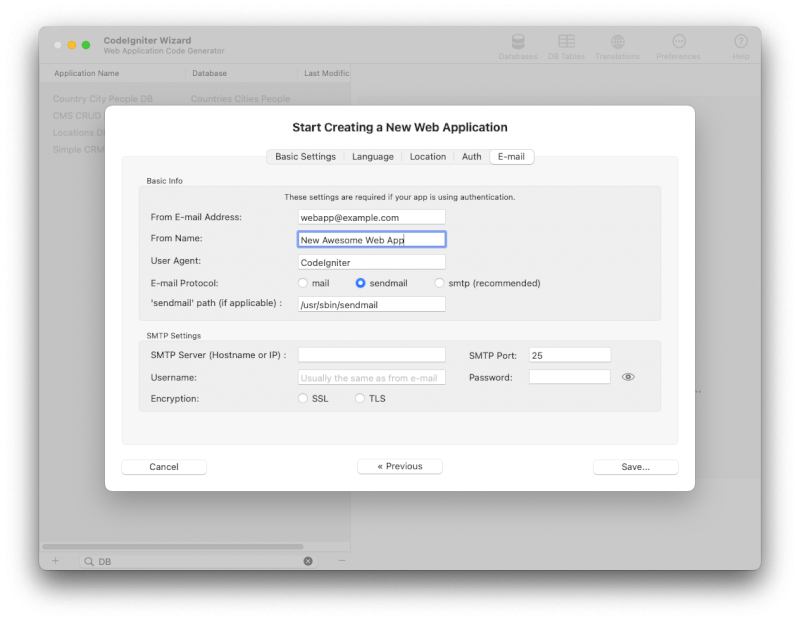 CodeIgniter Wizard
Web Application Code Generator
Databases DB Tables Translations Preferences Help
Application Name Database Last Modific
Country City People DB Countries Cities People
CMS CRUD
Locations D
Simple CRM
Start Creating a New Web Application
Basic Settings Language Location Auth E-mail
Basic Info
These settings are required if your app is using authentication.
From E-mail Address: webapp@example.com
From Name: New Awesome Web App
User Agent: CodeIgniter
E-mail Protocol: mail sendmail smtp (recommended)
'sendmail' path (if applicable) : /usr/sbin/sendmail
SMTP Settings
SMTP Server (Hostname or IP) : SMTP Port: 25
Username: Usually the same as from e-mail Password:
Encryption: SSL TLS
Cancel « Previous Save...
+ DB −